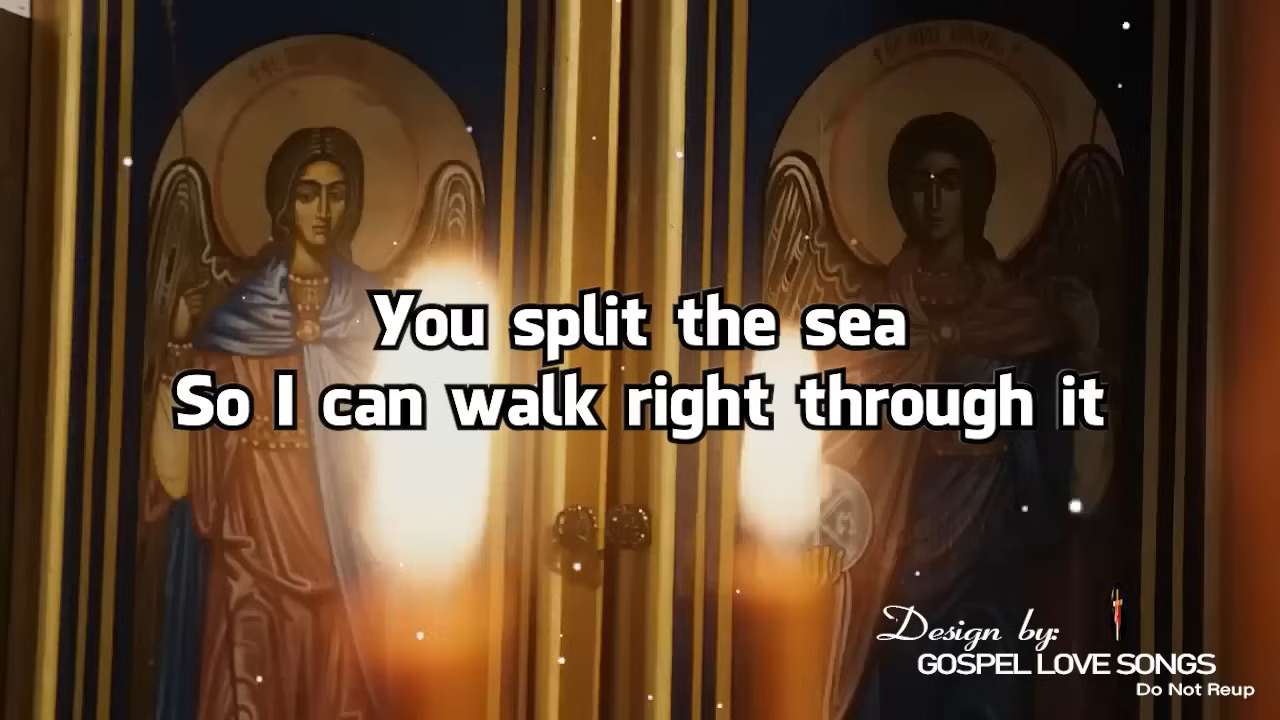 You split the sea
So I can walk right through it
Design by:
GOSPEL LOVE SONGS
Do Not Reup